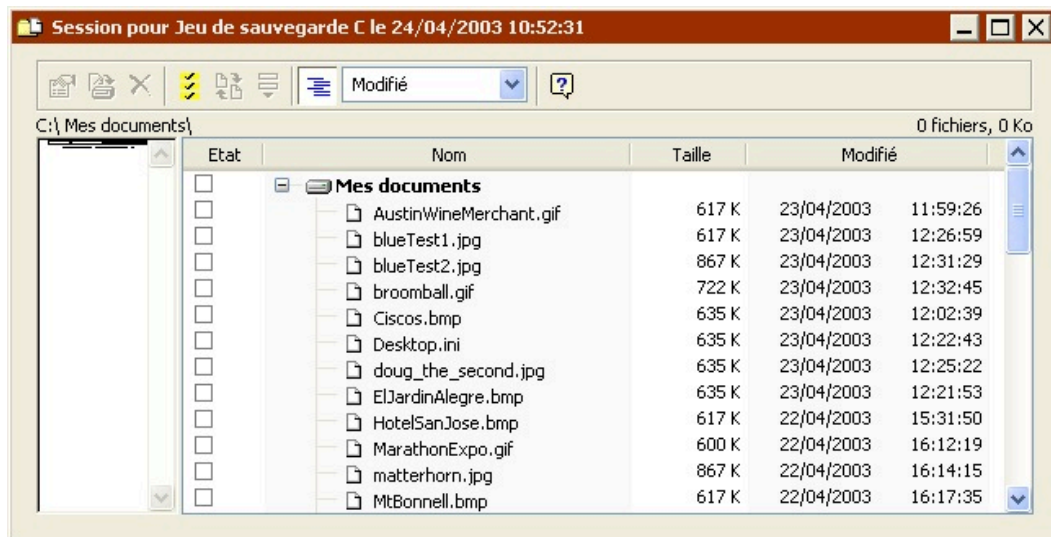 Session pour Jeu de sauvegarde C le 24/04/2003 10:52:31
Modifié
C:\ Mes documents\ 0 fichiers, 0 Ko
Etat Nom Taille Modifié
Mes documents
AustinWineMerchant.gif 617 K 23/04/2003 11:59:26
blueTest1.jpg 617 K 23/04/2003 12:26:59
blueTest2.jpg 867 K 23/04/2003 12:31:29
broomball.gif 722 K 23/04/2003 12:32:45
Ciscos.bmp 635 K 23/04/2003 12:02:39
Desktop.ini 635 K 23/04/2003 12:22:43
doug_the_second.jpg 635 K 23/04/2003 12:25:22
ElJardinAlegre.bmp 635 K 23/04/2003 12:21:53
HotelSanJose.bmp 617 K 22/04/2003 15:31:50
MarathonExpo.gif 600 K 22/04/2003 16:12:19
matterhorn.jpg 867 K 22/04/2003 16:14:15
MtBonnell.bmp 617 K 22/04/2003 16:17:35